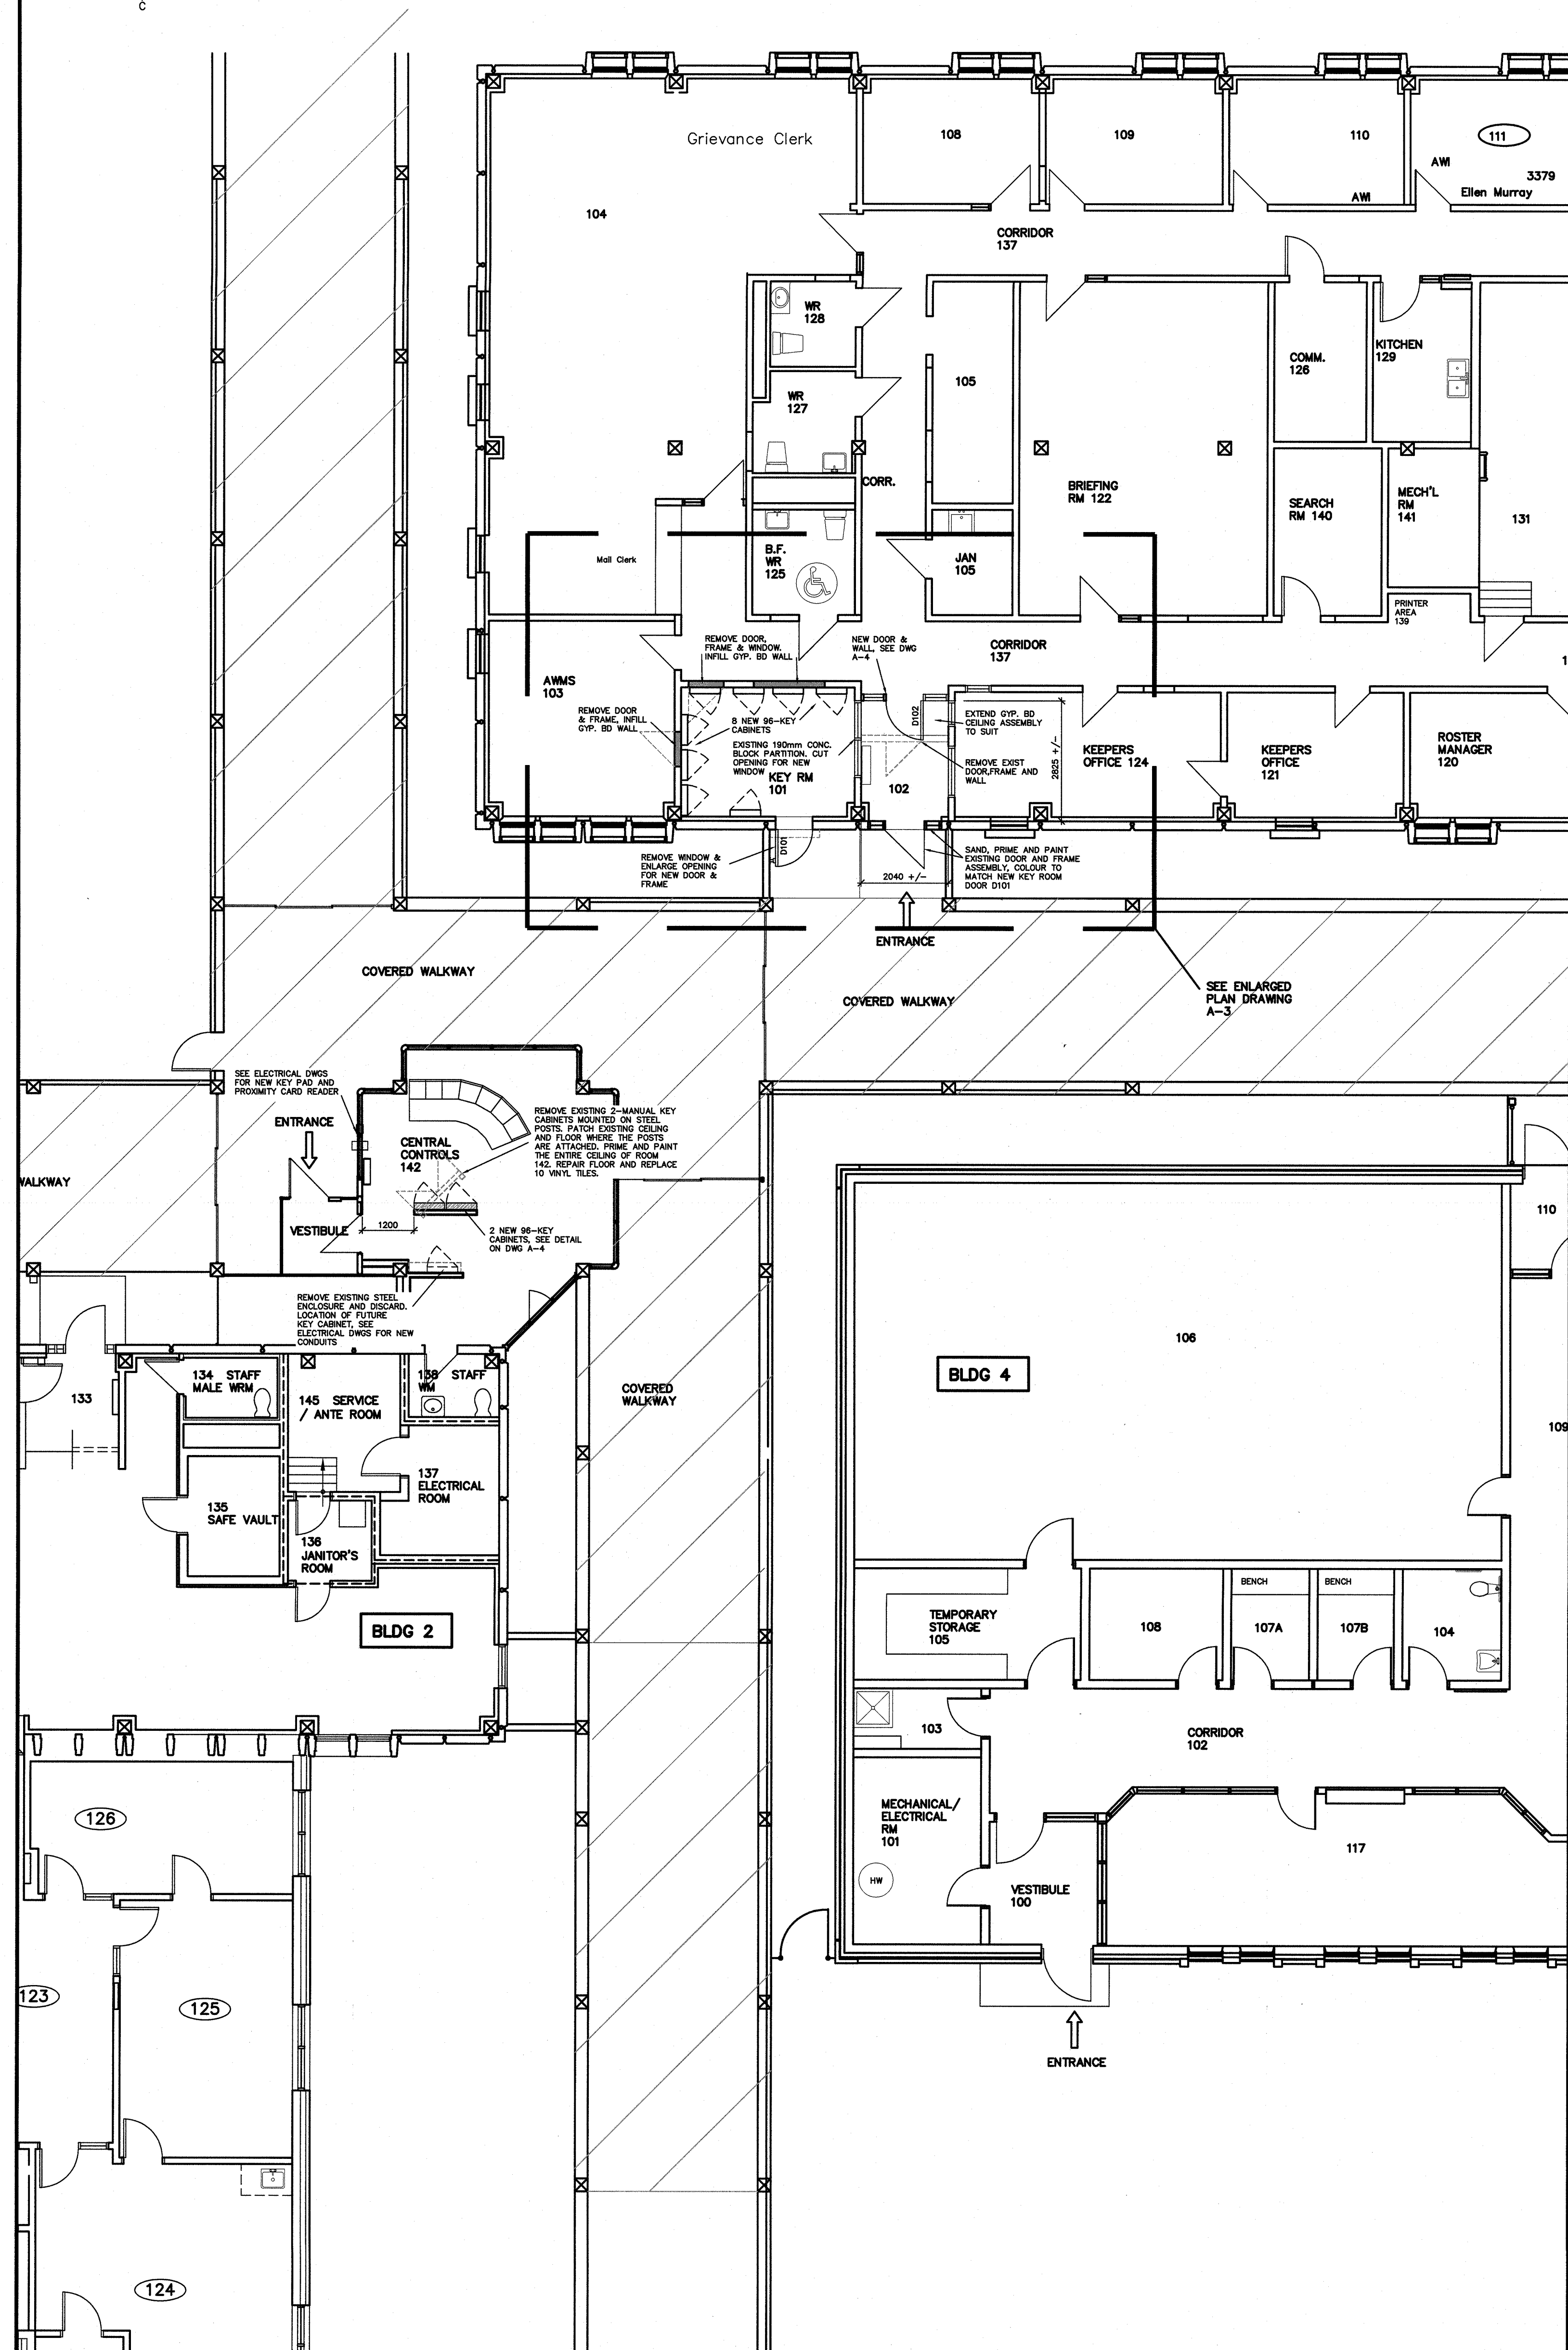 C
Grievance Clerk
108
109
110
AWI
111
AWI
3379
Ellen Murray
104
CORRIDOR
137
WR
128
WR
127
CORR.
105
BRIEFING
RM 122
COMM.
126
KITCHEN
129
SEARCH
RM 140
MECH'L
RM
141
131
Mail Clerk
B.F.
WR
125
JAN
105
PRINTER
AREA
139
REMOVE DOOR,
FRAME & WINDOW.
INFILL GYP. BD WALL
NEW DOOR &
WALL, SEE DWG
A-4
CORRIDOR
137
1
AWMS
103
REMOVE DOOR
& FRAME, INFILL
GYP. BD WALL
8 NEW 96-KEY
CABINETS
EXISTING 190mm CONC.
BLOCK PARTITION. CUT
OPENING FOR NEW
WINDOW
KEY RM
101
D102
102
EXTEND GYP. BD
CEILING ASSEMBLY
TO SUIT
REMOVE EXIST
DOOR,FRAME AND
WALL
2825 +/-
KEEPERS
OFFICE 124
KEEPERS
OFFICE
121
ROSTER
MANAGER
120
REMOVE WINDOW &
ENLARGE OPENING
FOR NEW DOOR &
FRAME
D101
2040 +/-
SAND, PRIME AND PAINT
EXISTING DOOR AND FRAME
ASSEMBLY, COLOUR TO
MATCH NEW KEY ROOM
DOOR D101
ENTRANCE
COVERED WALKWAY
COVERED WALKWAY
SEE ENLARGED
PLAN DRAWING
A-3
SEE ELECTRICAL DWGS
FOR NEW KEY PAD AND
PROXIMITY CARD READER
ENTRANCE
CENTRAL
CONTROLS
142
REMOVE EXISTING 2-MANUAL KEY
CABINETS MOUNTED ON STEEL
POSTS. PATCH EXISTING CEILING
AND FLOOR WHERE THE POSTS
ARE ATTACHED. PRIME AND PAINT
THE ENTIRE CEILING OF ROOM
142. REPAIR FLOOR AND REPLACE
10 VINYL TILES.
WALKWAY
VESTIBULE
1200
2 NEW 96-KEY
CABINETS, SEE DETAIL
ON DWG A-4
110
REMOVE EXISTING STEEL
ENCLOSURE AND DISCARD.
LOCATION OF FUTURE
KEY CABINET, SEE
ELECTRICAL DWGS FOR NEW
CONDUITS
106
BLDG 4
133
134 STAFF
MALE WRM
145 SERVICE
/ ANTE ROOM
138 STAFF
WM
COVERED
WALKWAY
109
137
ELECTRICAL
ROOM
135
SAFE VAULT
136
JANITOR'S
ROOM
BLDG 2
TEMPORARY
STORAGE
105
108
BENCH
107A
BENCH
107B
104
103
CORRIDOR
102
MECHANICAL/
ELECTRICAL
RM
101
HW
VESTIBULE
100
117
126
123
125
ENTRANCE
124